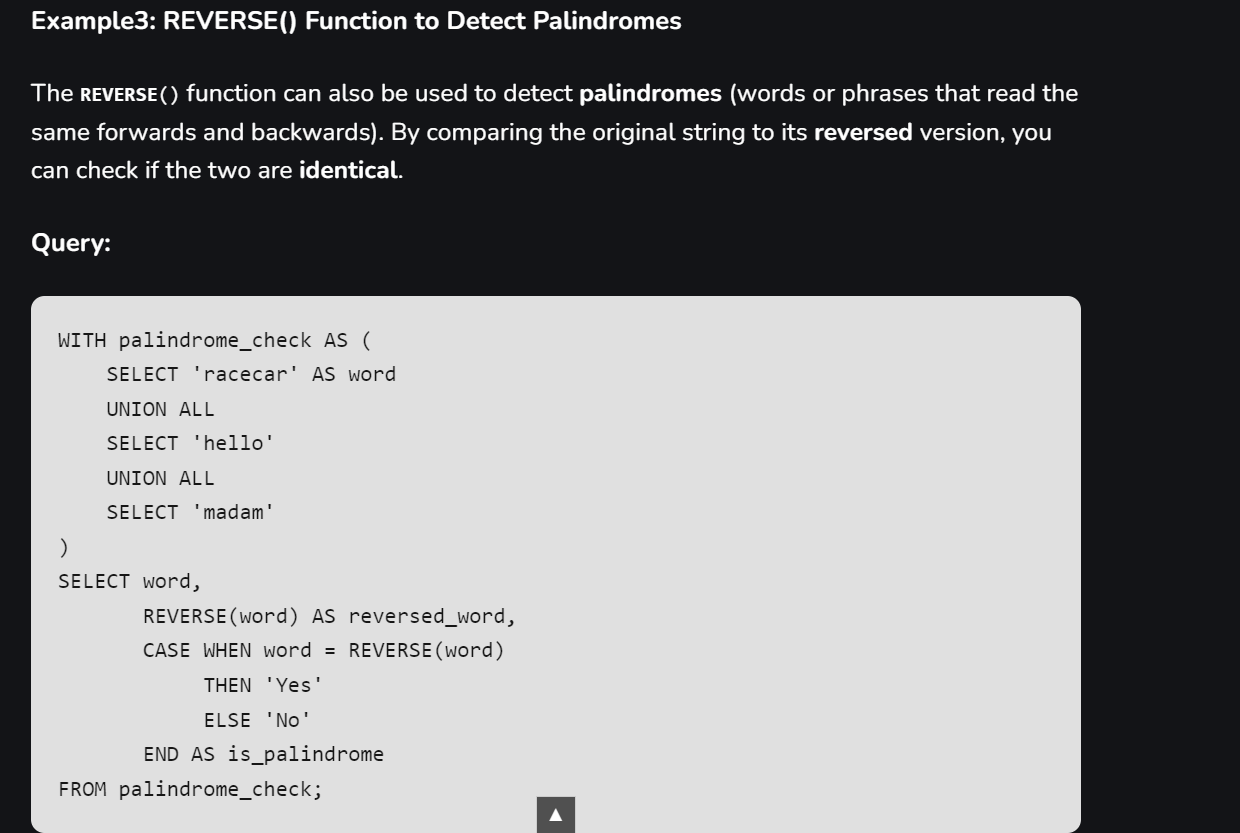 Example3: REVERSE() Function to Detect Palindromes
The REVERSE() function can also be used to detect palindromes (words or phrases that read the
same forwards and backwards). By comparing the original string to its reversed version, you
can check if the two are identical.
Query:
WITH palindrome_check AS (
    SELECT 'racecar' AS word
    UNION ALL
    SELECT 'hello'
    UNION ALL
    SELECT 'madam'
)
SELECT word,
       REVERSE(word) AS reversed_word,
       CASE WHEN word = REVERSE(word)
            THEN 'Yes'
            ELSE 'No'
       END AS is_palindrome
FROM palindrome_check;